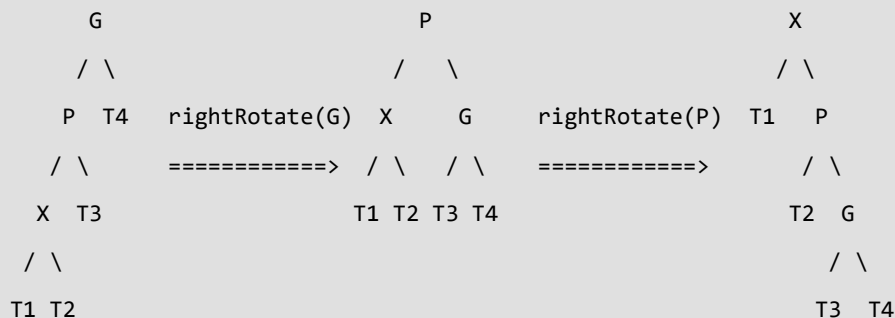 G P X
/ \ / \ / \
P T4 rightRotate(G) X G rightRotate(P) T1 P
/ \ ============> / \ / \ ============> / \
X T3 T1 T2 T3 T4 T2 G
/ \ / \
T1 T2 T3 T4